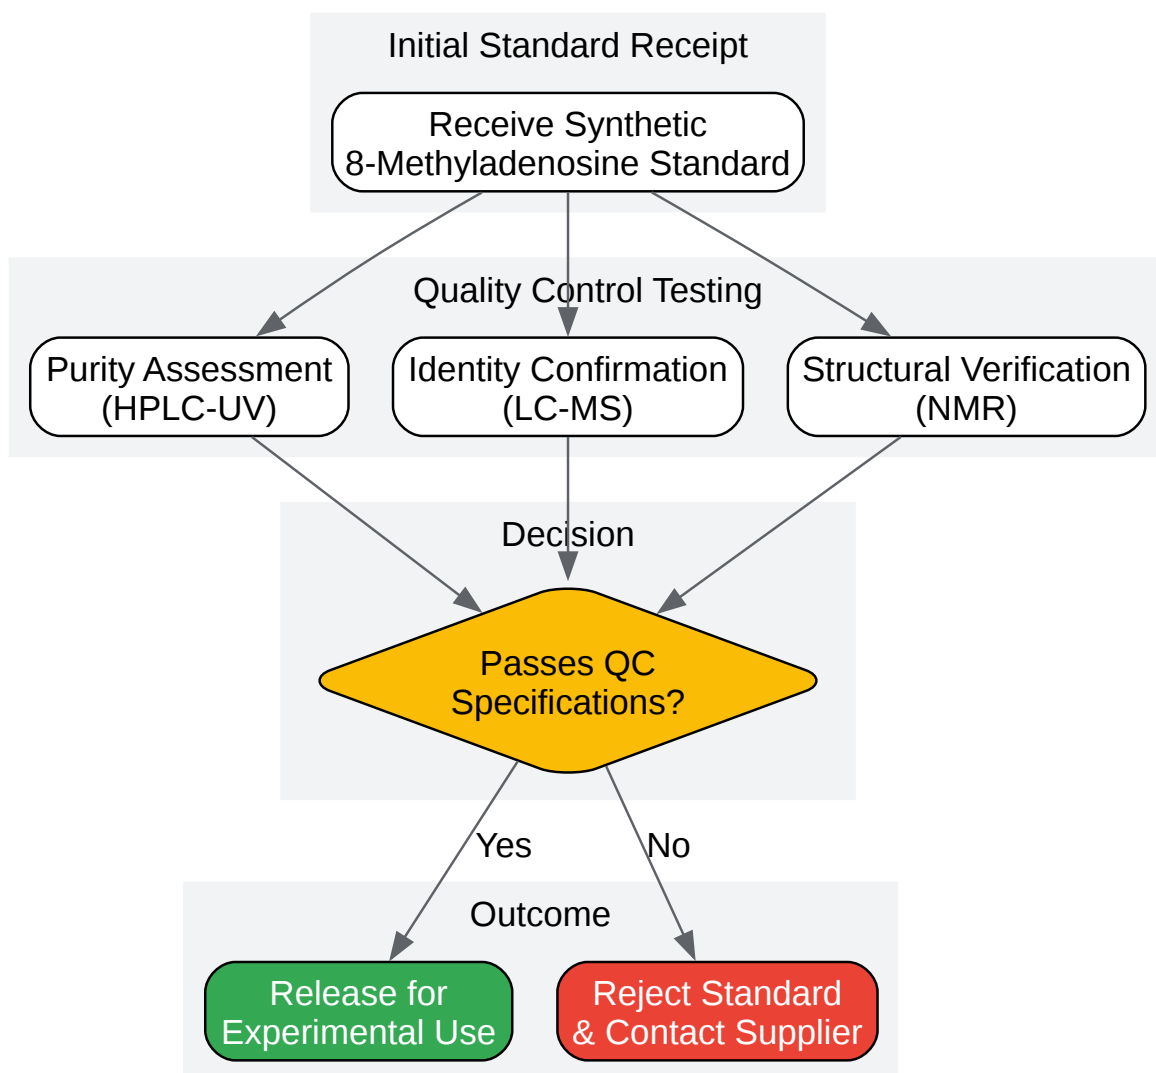 Initial Standard Receipt
Receive Synthetic
8-Methyladenosine Standard
Quality Control Testing
Purity Assessment
(HPLC-UV)
Identity Confirmation
(LC-MS)
Structural Verification
(NMR)
Decision
Passes QC
Specifications?
Yes
No
Outcome
Release for
Experimental Use
Reject Standard
& Contact Supplier